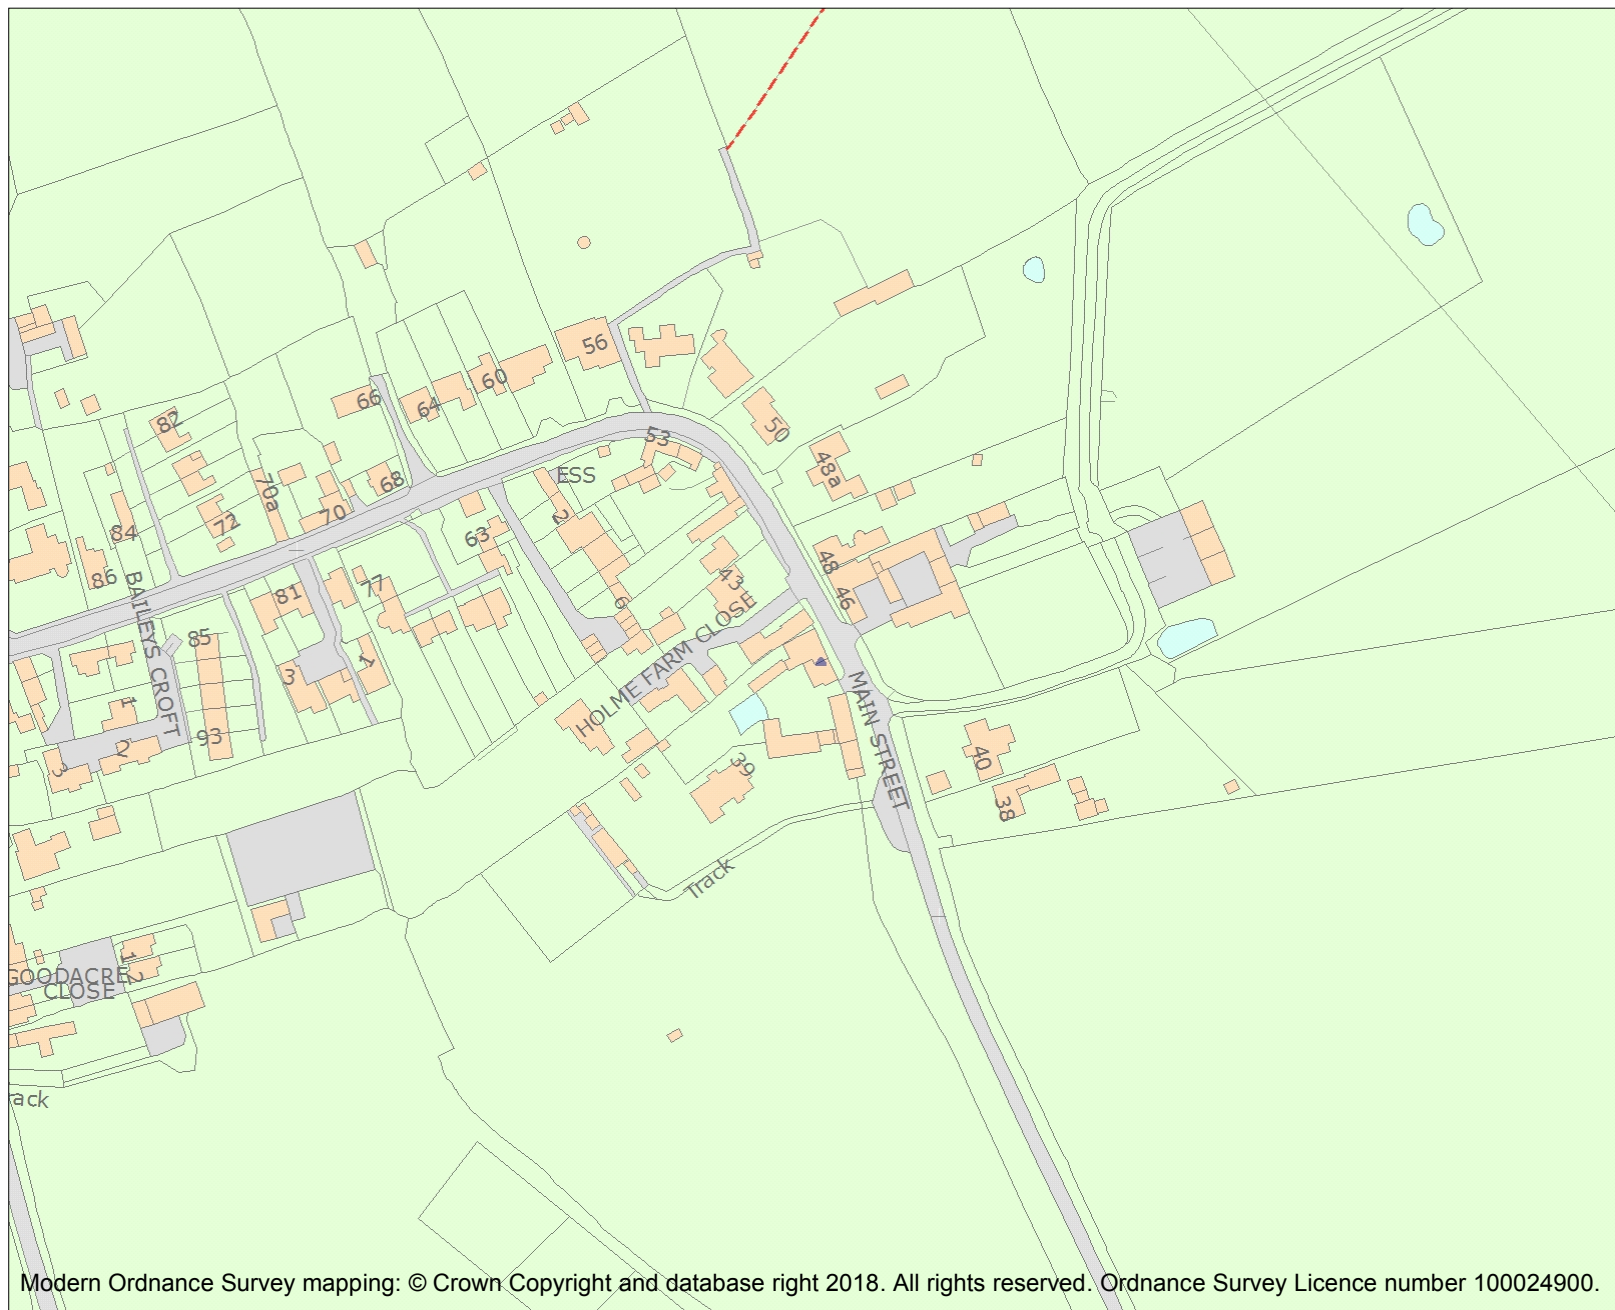 56
60
66
64
82
50
53
48a
ESS
70a
68
70
72
84
2
63
86
48
43
77
81
46
6
BAILEYS CROFT
85
HOLME FARM CLOSE
1
3
1
MAIN STREET
93
2
3
39
40
38
Track
1
2
GOODACRE
CLOSE
rack
Modern Ordnance Survey mapping: © Crown Copyright and database right 2018. All rights reserved. Ordnance Survey Licence number 100024900.